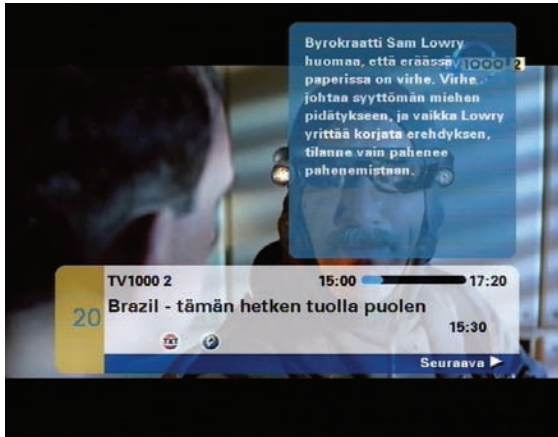 Byrokraatti Sam Lowry
huomaa, että eräässä
paperissa on virhe. Virhe
johtaa syyttömän miehen
pidätykseen, ja vaikka Lowry
yrittää korjata erehdyksen,
tilanne vain pahenee
pahenemistaan.
1000 2
TV1000 2 15:00 17:20
20 Brazil - tämän hetken tuolla puolen
15:30
TXT
Seuraava